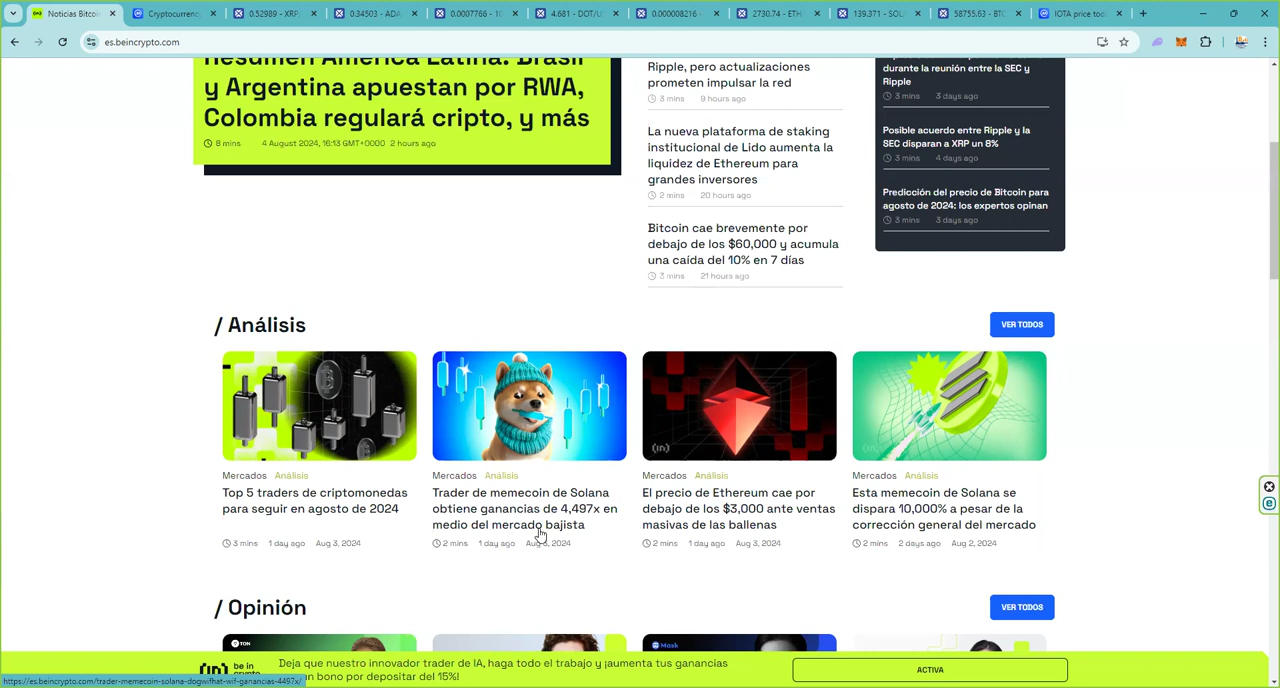 Noticias Bitcoi
Cryptocurrency
0.52989 - XRP
0.34503 - ADA
0.0007766 - 10
4.681 - DOT/U
0.000008216 -
2730.74 - ETH
139.371 - SOL
58755.63 - BTC
IOTA price tod
es.beincrypto.com
Resumen América Latina: Brasil
y Argentina apuestan por RWA,
Colombia regulará cripto, y más
8 mins 4 August 2024, 16:13 GMT+0000 2 hours ago
Ripple, pero actualizaciones
prometen impulsar la red
3 mins 9 hours ago
La nueva plataforma de staking
institucional de Lido aumenta la
liquidez de Ethereum para
grandes inversores
2 mins 20 hours ago
Bitcoin cae brevemente por
debajo de los $60,000 y acumula
una caída del 10% en 7 días
3 mins 21 hours ago
durante la reunión entre la SEC y
Ripple
3 mins 3 days ago
Posible acuerdo entre Ripple y la
SEC disparan a XRP un 8%
3 mins 4 days ago
Predicción del precio de Bitcoin para
agosto de 2024: los expertos opinan
3 mins 3 days ago
/ Análisis
VER TODOS
Mercados Análisis
Top 5 traders de criptomonedas
para seguir en agosto de 2024
3 mins 1 day ago Aug 3, 2024
Mercados Análisis
Trader de memecoin de Solana
obtiene ganancias de 4,497x en
medio del mercado bajista
2 mins 1 day ago Aug 3, 2024
(in)
Mercados Análisis
El precio de Ethereum cae por
debajo de los $3,000 ante ventas
masivas de las ballenas
2 mins 1 day ago Aug 3, 2024
Mercados Análisis
Esta memecoin de Solana se
dispara 10,000% a pesar de la
corrección general del mercado
2 mins 2 days ago Aug 2, 2024
/ Opinión
VER TODOS
TON
Mask
be in
crypto
Deja que nuestro innovador trader de IA, haga todo el trabajo y ¡aumenta tus ganancias
un bono por depositar del 15%!
ACTIVA
https://es.beincrypto.com/trader-memecoin-solana-dogwifhat-wif-ganancias-4497x/